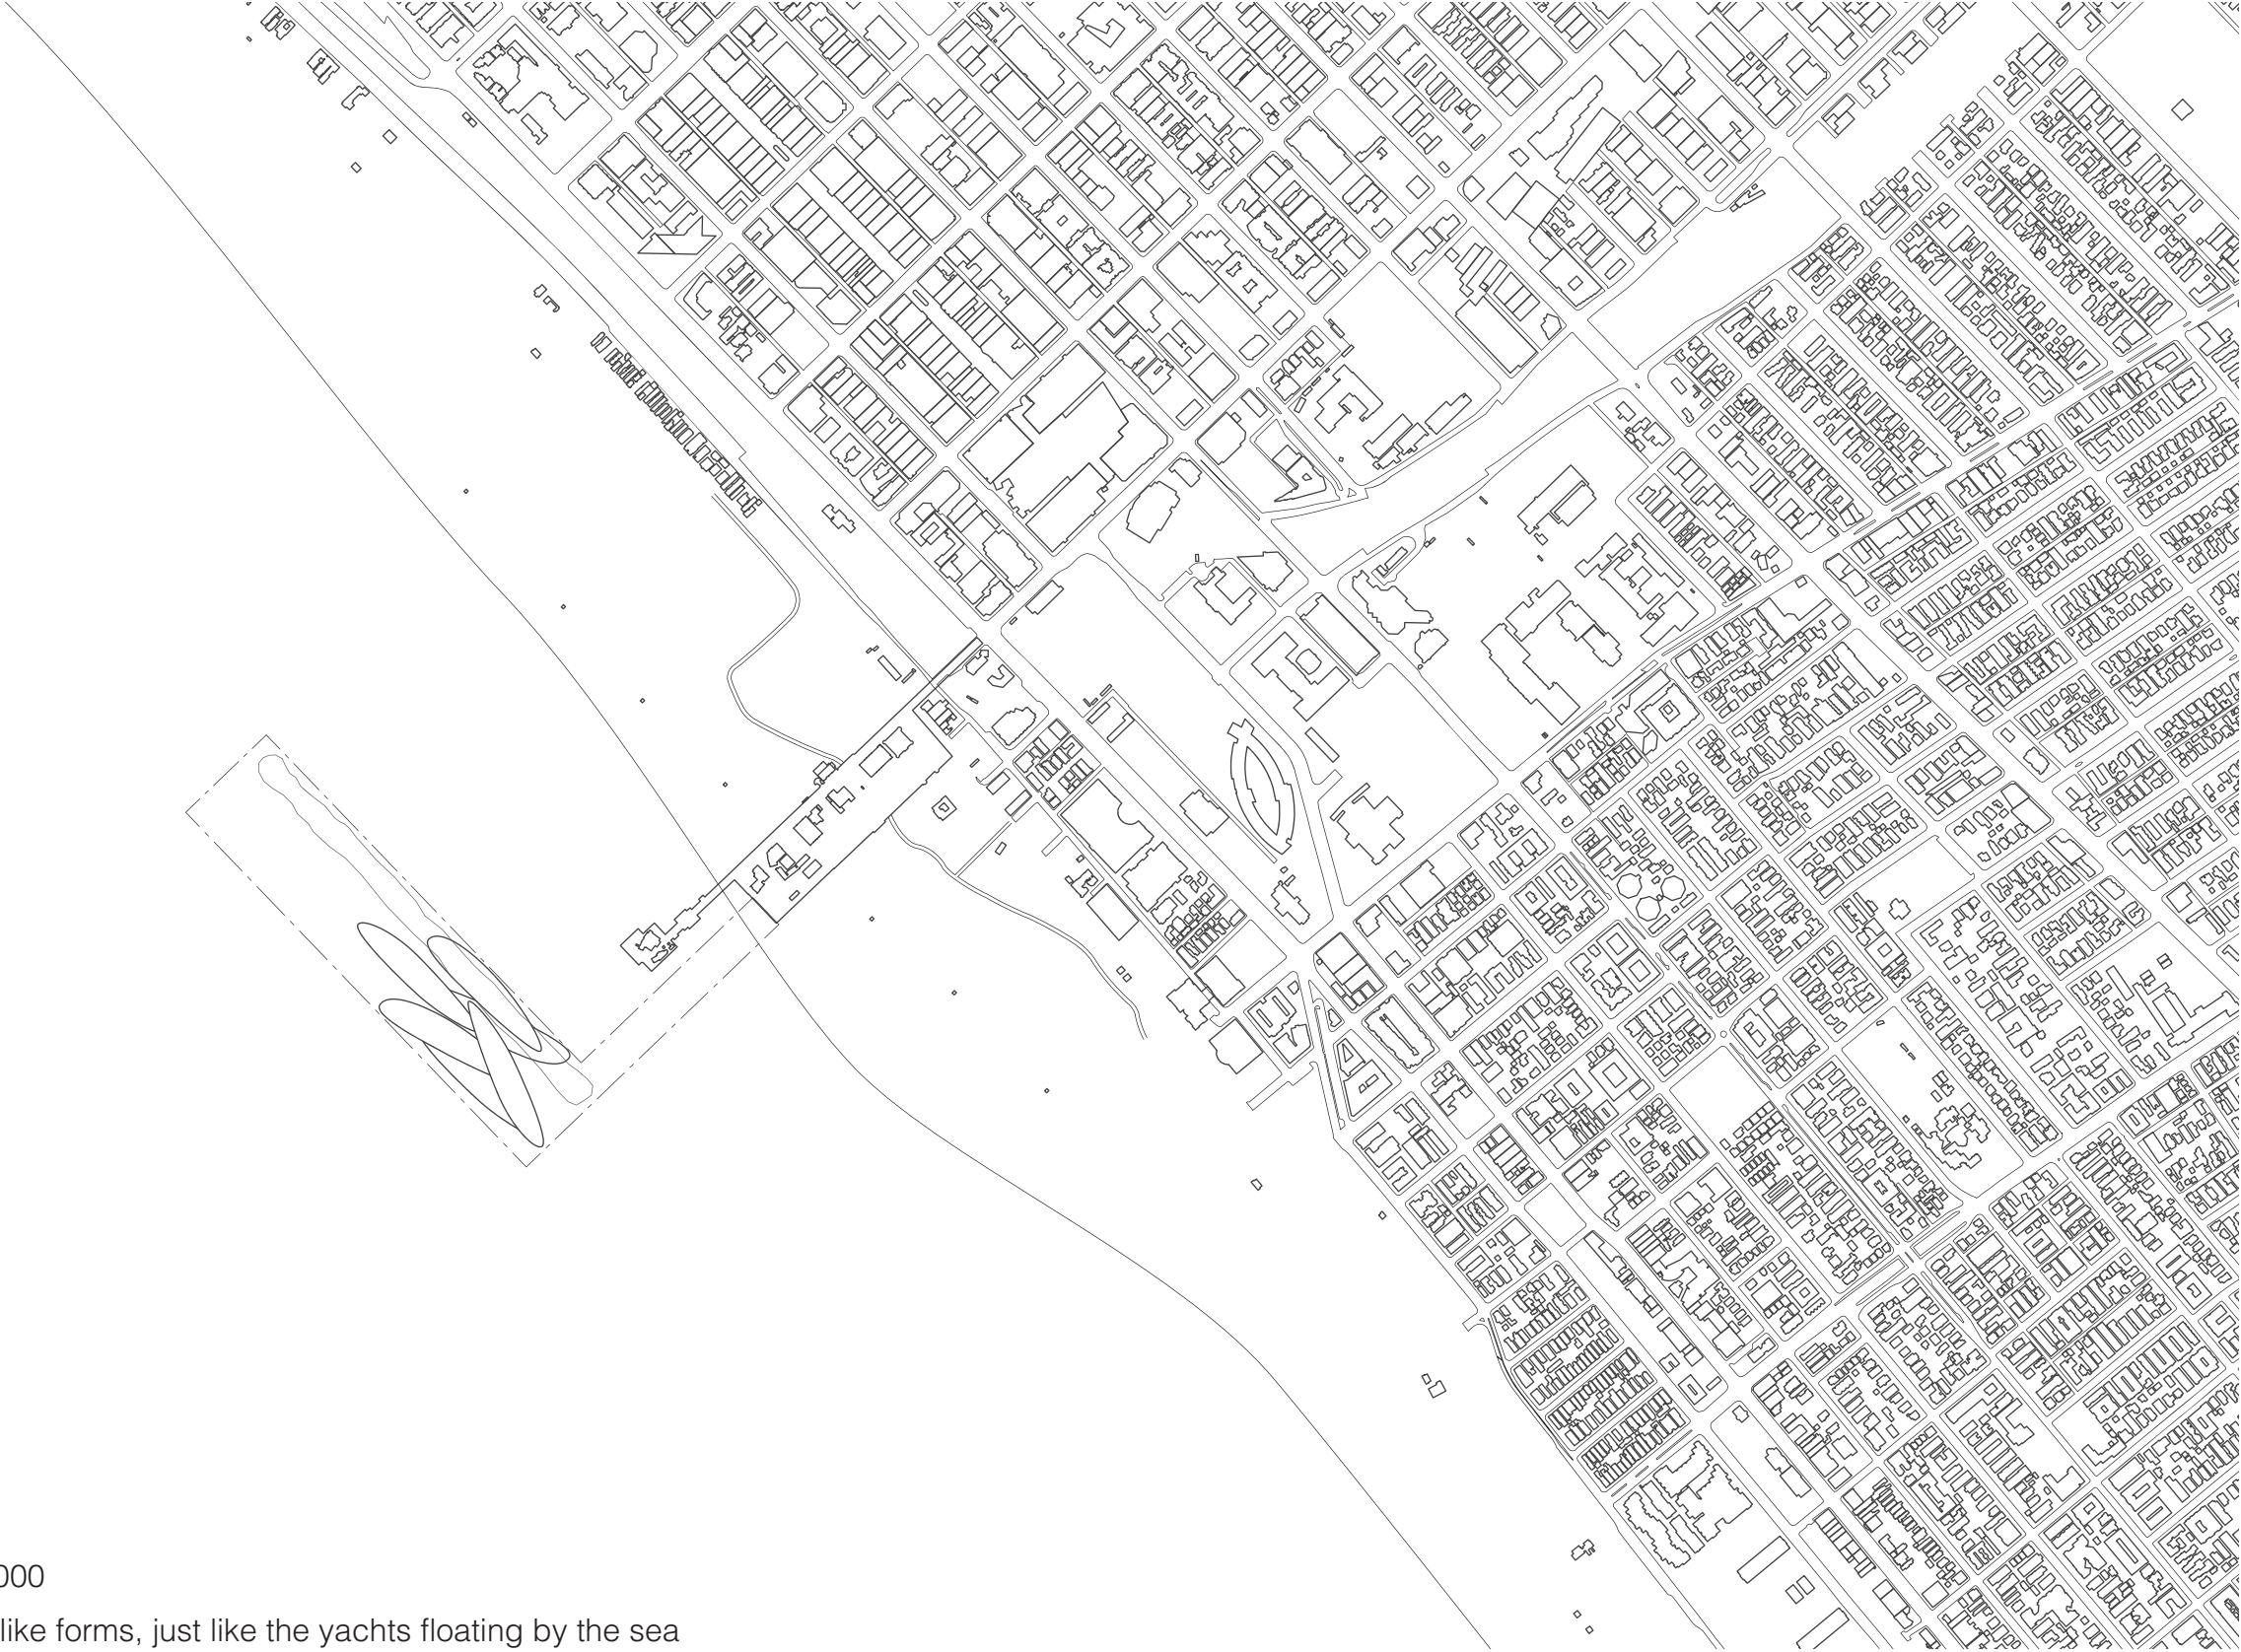 000
like forms, just like the yachts floating by the sea